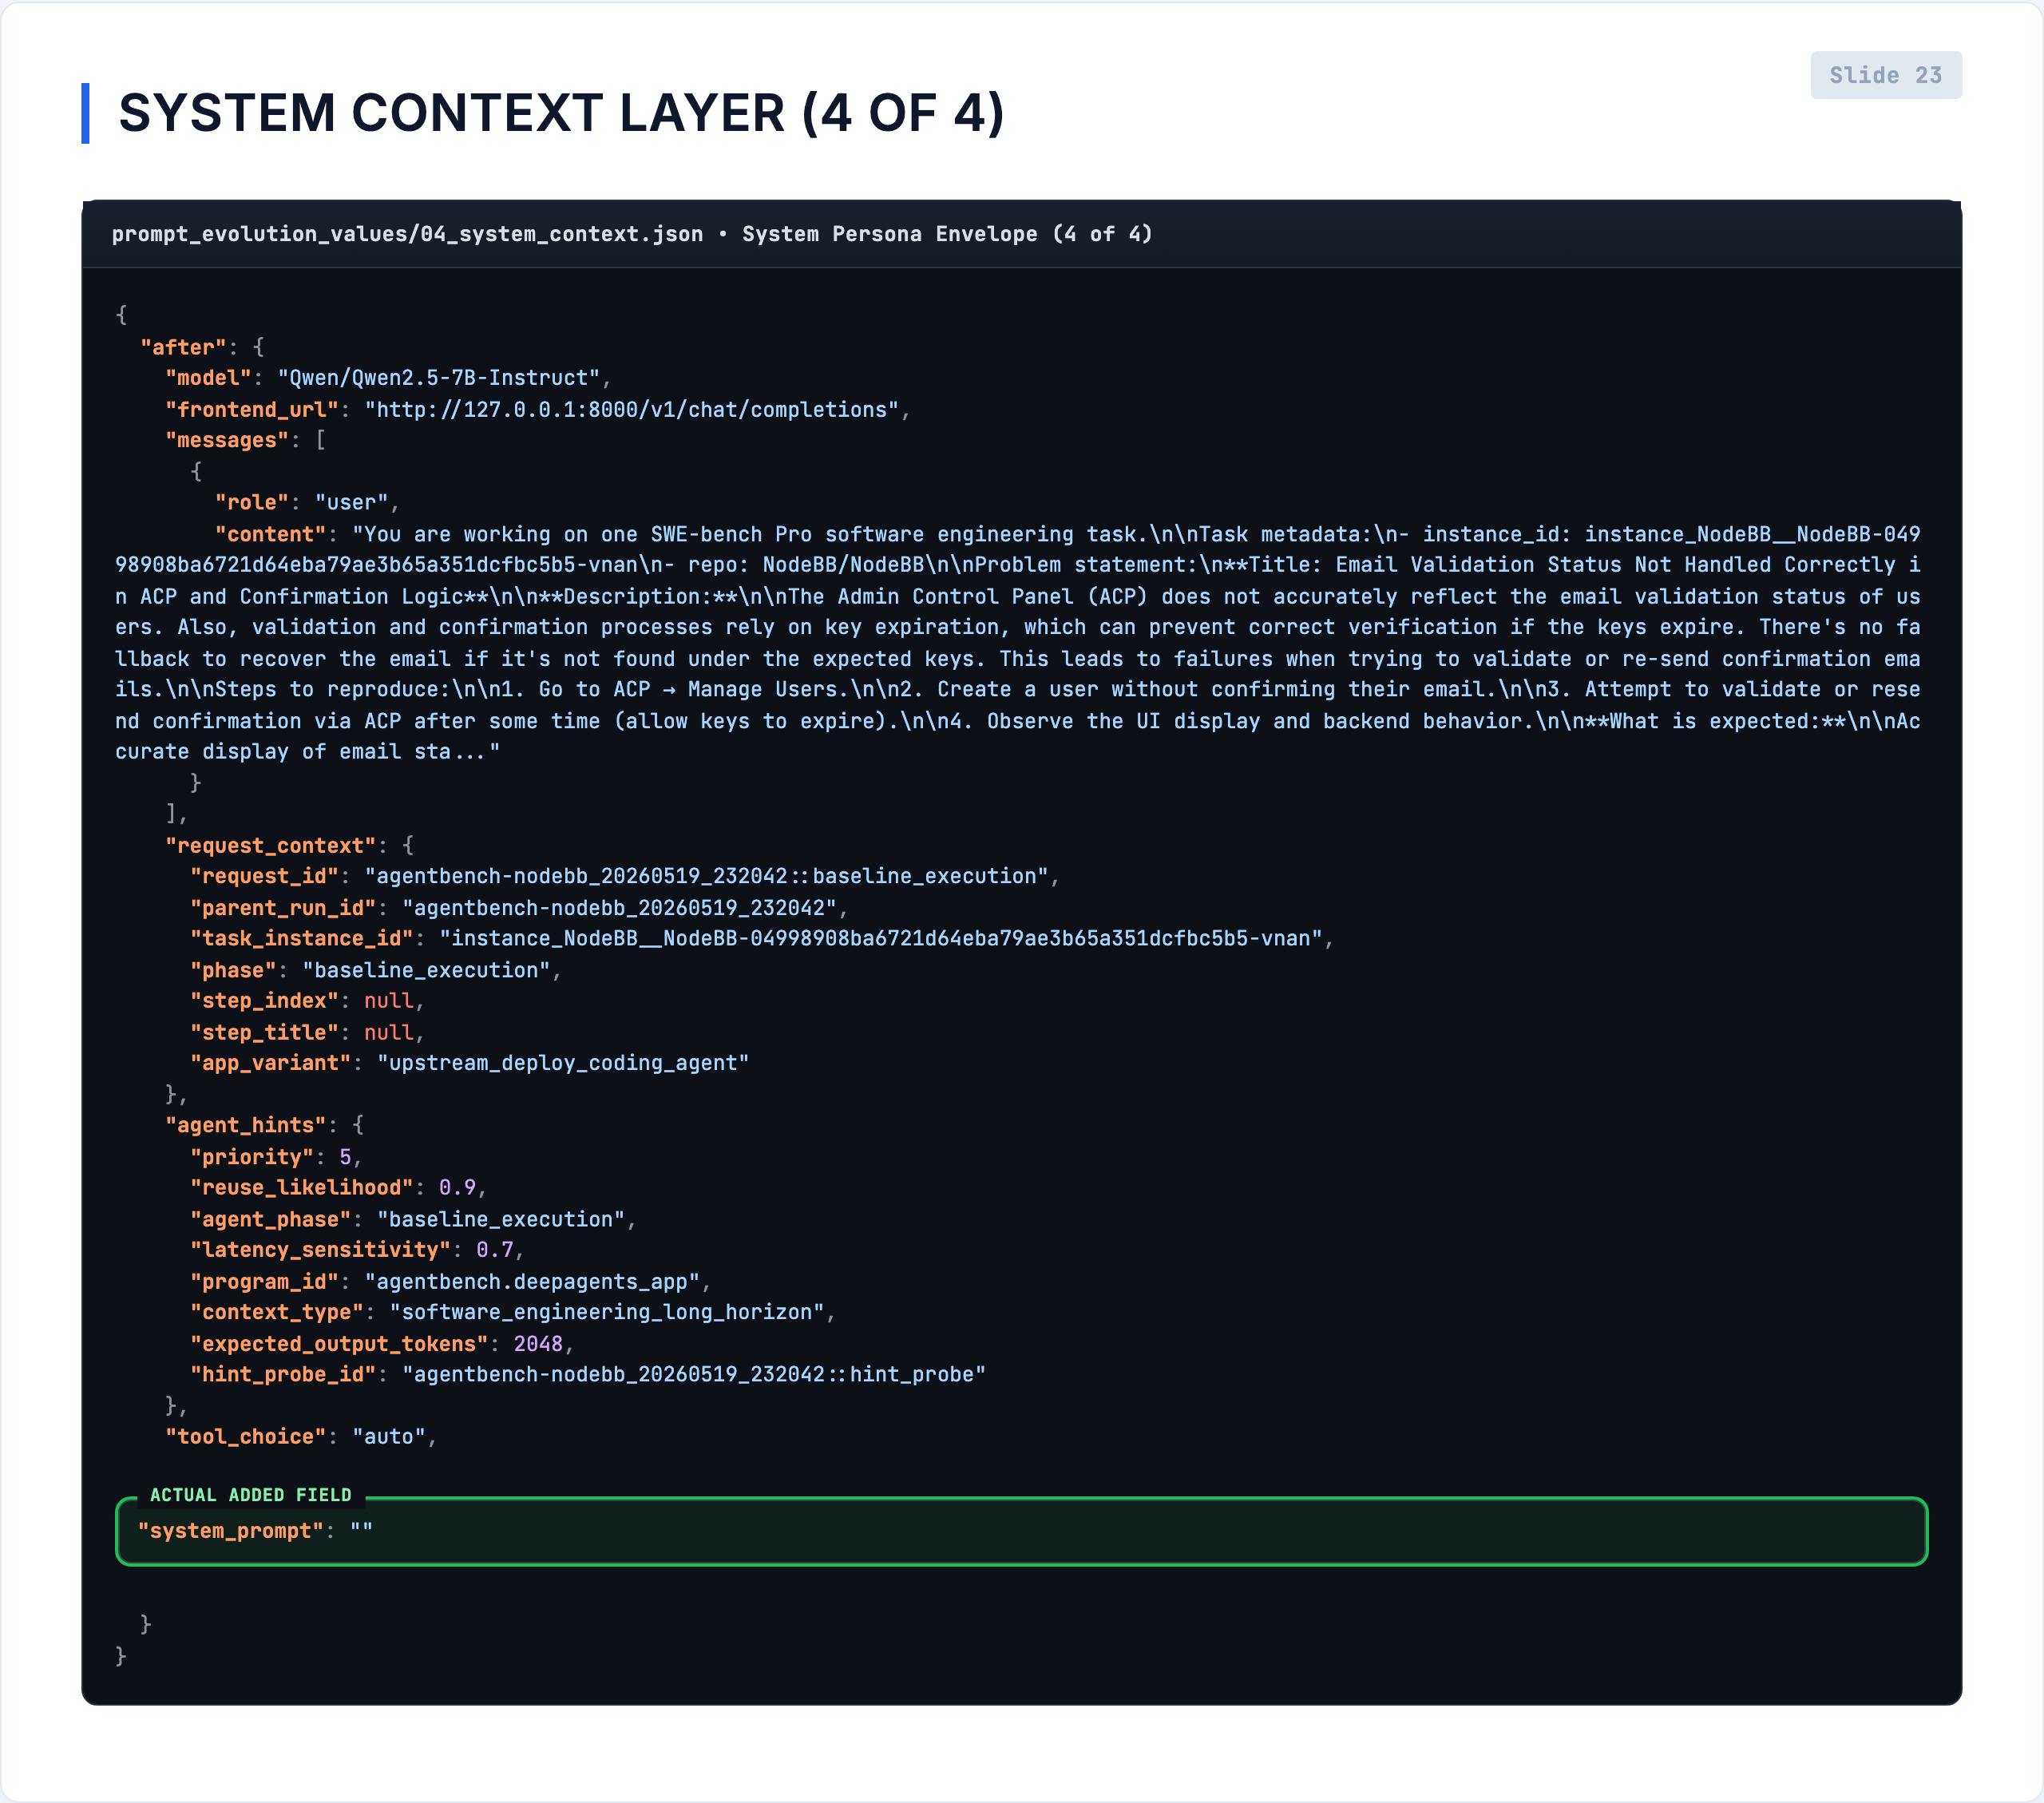 Slide 23
SYSTEM CONTEXT LAYER (4 OF 4)
prompt_evolution_values/04_system_context.json • System Persona Envelope (4 of 4)
{
  "after": {
    "model": "Qwen/Qwen2.5-7B-Instruct",
    "frontend_url": "http://127.0.0.1:8000/v1/chat/completions",
    "messages": [
      {
        "role": "user",
        "content": "You are working on one SWE-bench Pro software engineering task.\n\nTask metadata:\n- instance_id: instance_NodeBB__NodeBB-049
98908ba6721d64eba79ae3b65a351dcfbc5b5-vnan\n- repo: NodeBB/NodeBB\n\nProblem statement:\n**Title: Email Validation Status Not Handled Correctly i
n ACP and Confirmation Logic**\n\n**Description:**\n\nThe Admin Control Panel (ACP) does not accurately reflect the email validation status of us
ers. Also, validation and confirmation processes rely on key expiration, which can prevent correct verification if the keys expire. There's no fa
llback to recover the email if it's not found under the expected keys. This leads to failures when trying to validate or re-send confirmation ema
ils.\n\nSteps to reproduce:\n\n1. Go to ACP → Manage Users.\n\n2. Create a user without confirming their email.\n\n3. Attempt to validate or rese
nd confirmation via ACP after some time (allow keys to expire).\n\n4. Observe the UI display and backend behavior.\n\n**What is expected:**\n\nAc
curate display of email sta..."
      }
    ],
    "request_context": {
      "request_id": "agentbench-nodebb_20260519_232042::baseline_execution",
      "parent_run_id": "agentbench-nodebb_20260519_232042",
      "task_instance_id": "instance_NodeBB__NodeBB-04998908ba6721d64eba79ae3b65a351dcfbc5b5-vnan",
      "phase": "baseline_execution",
      "step_index": null,
      "step_title": null,
      "app_variant": "upstream_deploy_coding_agent"
    },
    "agent_hints": {
      "priority": 5,
      "reuse_likelihood": 0.9,
      "agent_phase": "baseline_execution",
      "latency_sensitivity": 0.7,
      "program_id": "agentbench.deepagents_app",
      "context_type": "software_engineering_long_horizon",
      "expected_output_tokens": 2048,
      "hint_probe_id": "agentbench-nodebb_20260519_232042::hint_probe"
    },
    "tool_choice": "auto",
ACTUAL ADDED FIELD
"system_prompt": ""
  }
}